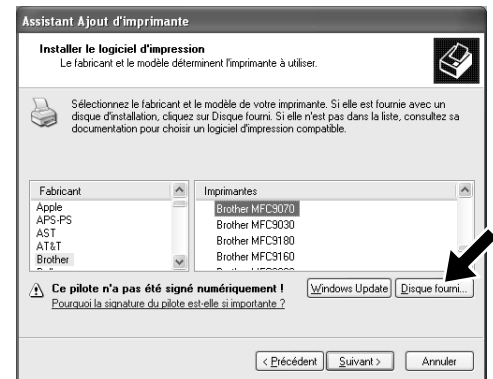 Assistant Ajout d'imprimante
Installer le logiciel d'impression
Le fabricant et le modèle déterminent l'imprimante à utiliser.
Sélectionnez le fabricant et le modèle de votre imprimante. Si elle est fournie avec un
disque d'installation, cliquez sur Disque fourni. Si elle n'est pas dans la liste, consultez sa
documentation pour choisir un logiciel d'impression compatible.
Fabricant
Apple
APS-PS
AST
AT&T
Brother
Imprimantes
Brother MFC9070
Brother MFC9030
Brother MFC9180
Brother MFC9160
Ce pilote n'a pas été signé numériquement !
Pourquoi la signature du pilote est-elle si importante ?
Windows Update
Disque fourni...
< Précédent
Suivant >
Annuler